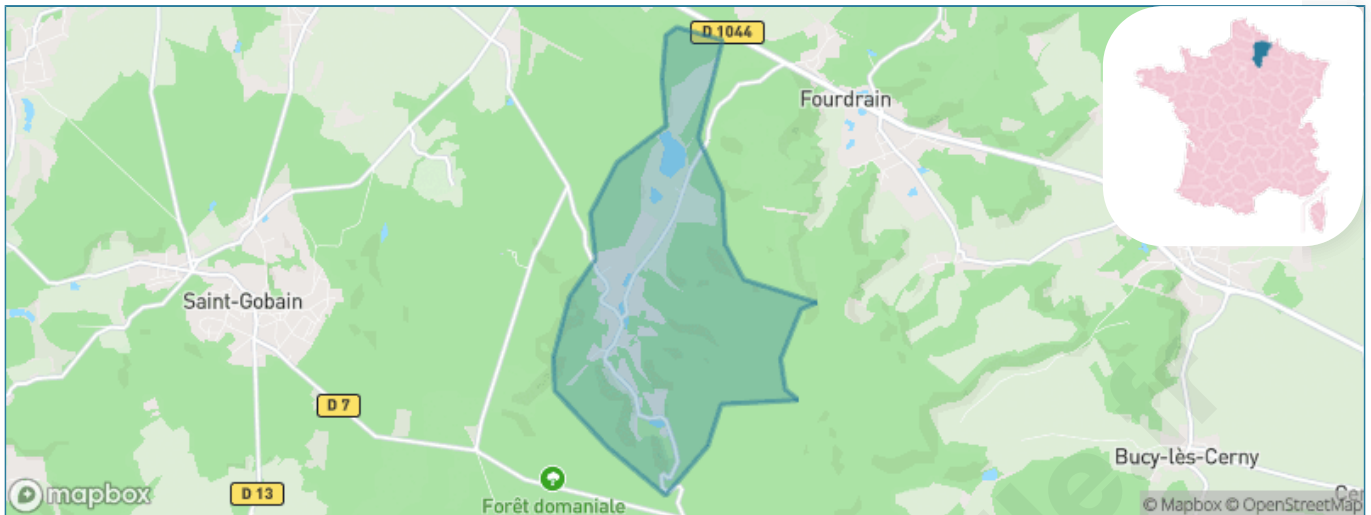 D 1044
Fourdrain
Saint-Gobain
D 7
Bucy-lès-Cerny
Forêt domaniale
D 13
mapbox
© Mapbox © OpenStreetMap